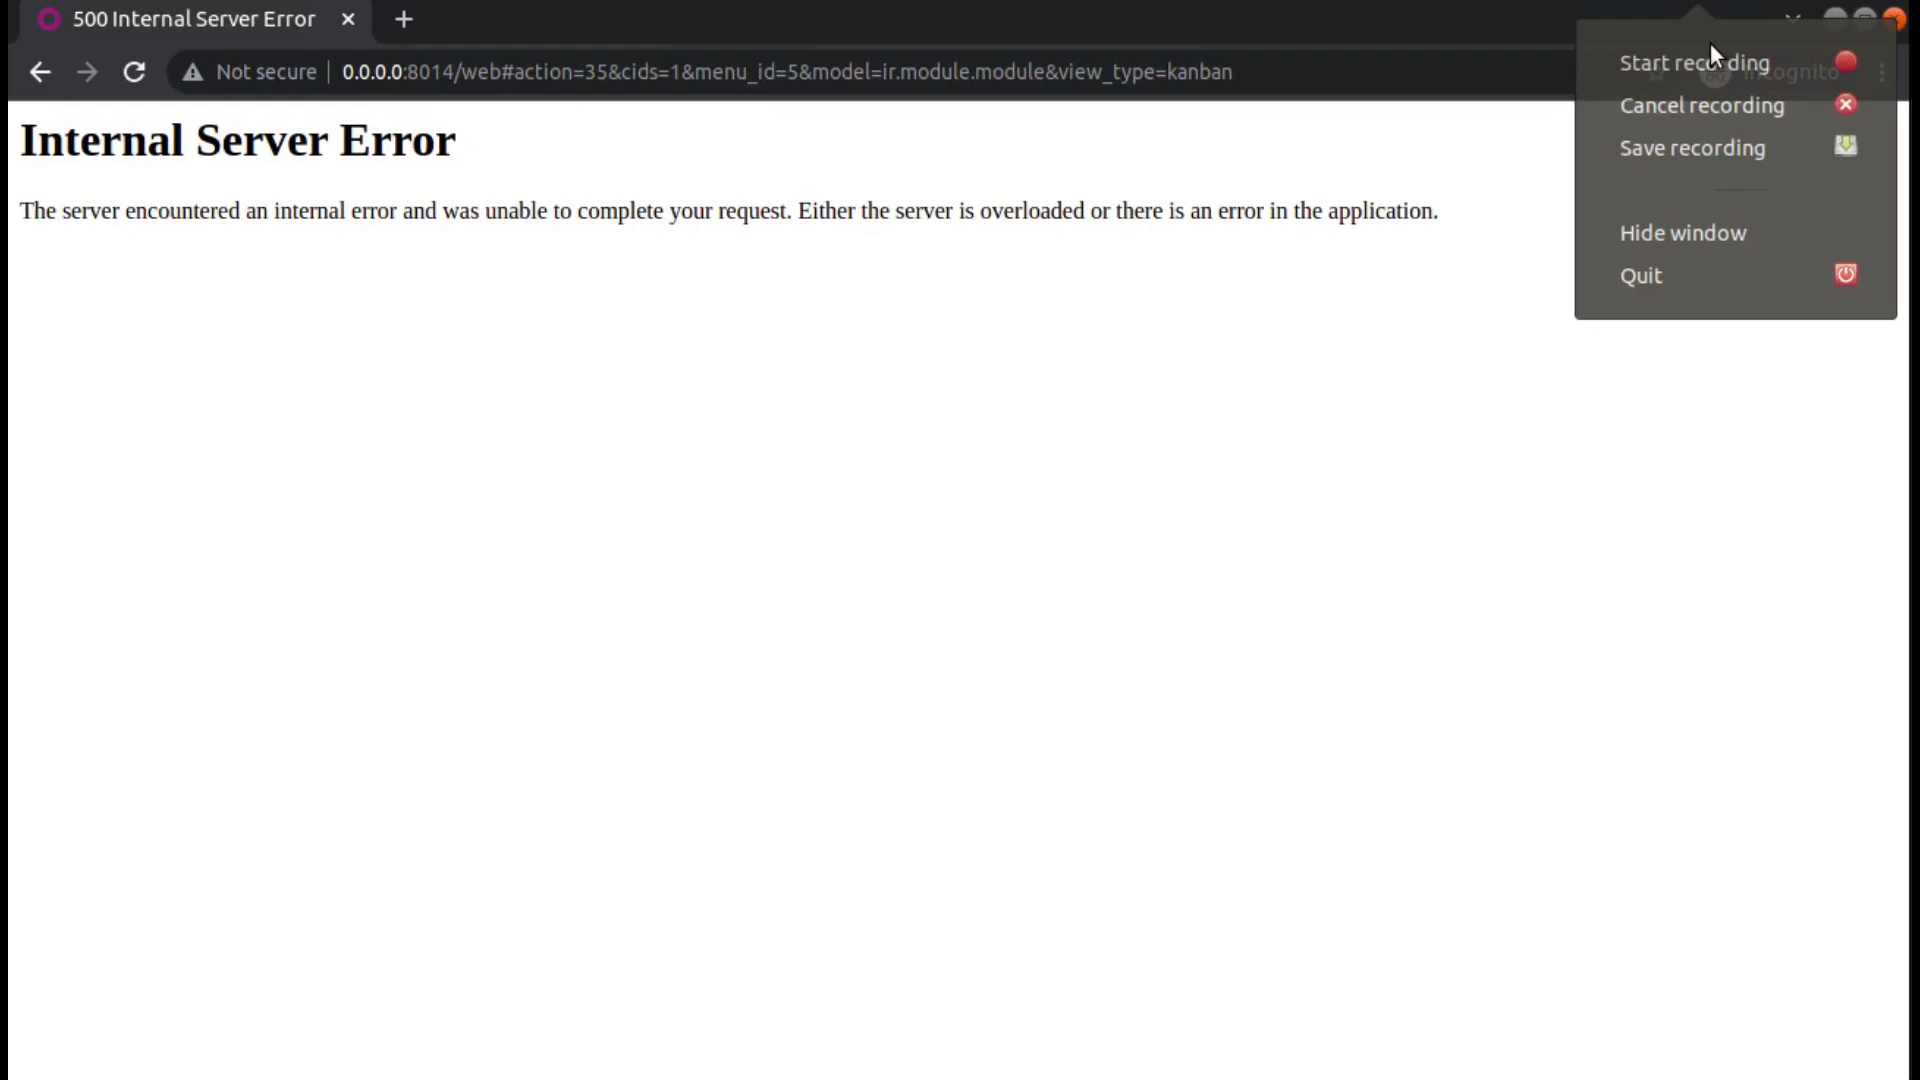 500 Internal Server Error
Not secure
0.0.0.0:8014/web#action=35&cids=1&menu_id=5&model=ir.module.module&view_type=kanban
Incognito
Start recording
Cancel recording
Save recording
Hide window
Quit
Internal Server Error
The server encountered an internal error and was unable to complete your request. Either the server is overloaded or there is an error in the application.